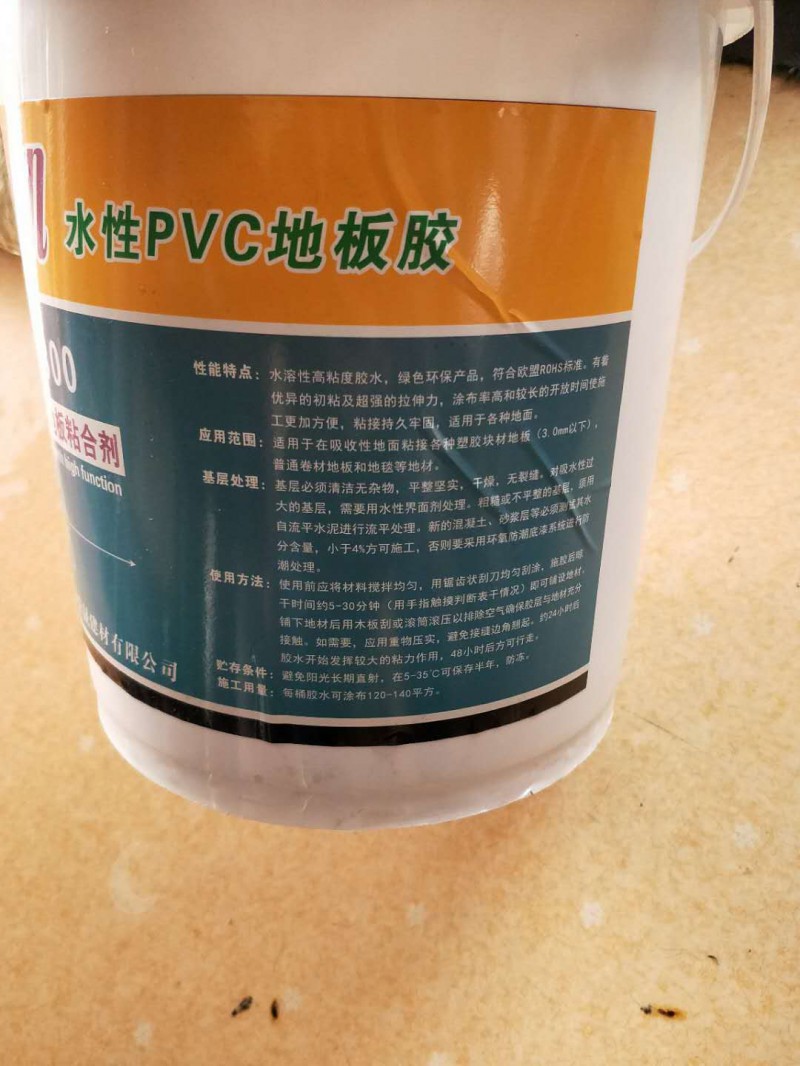 n 水性PVC地板胶
00
板粘合剂
high function
建材有限公司
性能特点：水溶性高粘度胶水，绿色环保产品，符合欧盟ROHS标准。有着
优异的初粘及超强的拉伸力，涂布率高和较长的开放时间使施
工更加方便，粘接持久牢固，适用于各种地面。
应用范围：适用于在吸收性地面粘接各种塑胶块材地板（3.0mm以下），
普通卷材地板和地毯等地材。
基层处理：基层必须清洁无杂物，平整坚实，干燥，无裂缝。对吸水性过
大的基层，需要用水性界面剂处理。粗糙或不平整的基层，须用
自流平水泥进行流平处理。新的混凝土、砂浆层等必须测试其水
分含量，小于4%方可施工，否则要采用环氧防潮底漆系统进行防
潮处理。
使用方法：使用前应将材料搅拌均匀，用锯齿状刮刀均匀刮涂，施胶后晾
干时间约5-30分钟（用手指触摸判断表干情况）即可铺设地材，
铺下地材后用木板刮或滚筒滚压以排除空气确保胶层与地材充分
接触。如需要，应用重物压实，避免接缝边角翘起。约24小时后
胶水开始发挥较大的粘力作用，48小时后方可行走。
贮存条件：避免阳光长期直射，在5-35℃可保存半年，防冻。
施工用量：每桶胶水可涂布120-140平方。